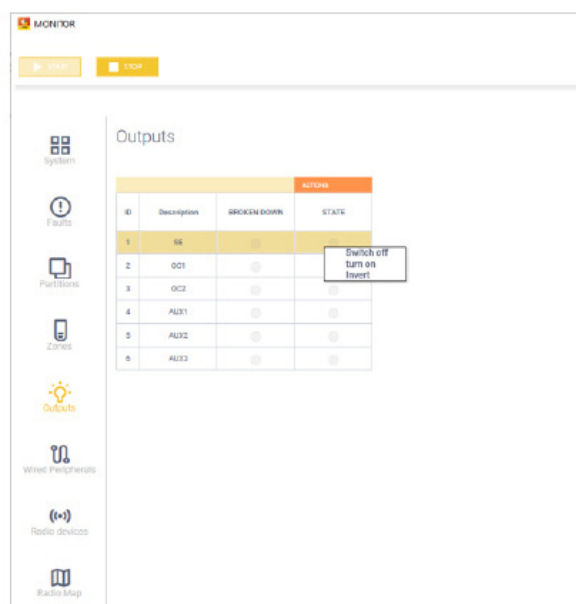 MONITOR
START STOP
Outputs
System
Faults
Partitions
Zones
Outputs
Wired Peripherals
Radio devices
Radio Map
ACTIONS
ID Description BROKEN DOWN STATE
1 SE
2 OC1
3 OC2
4 AUX1
5 AUX2
6 AUX3
Switch off
turn on
Invert